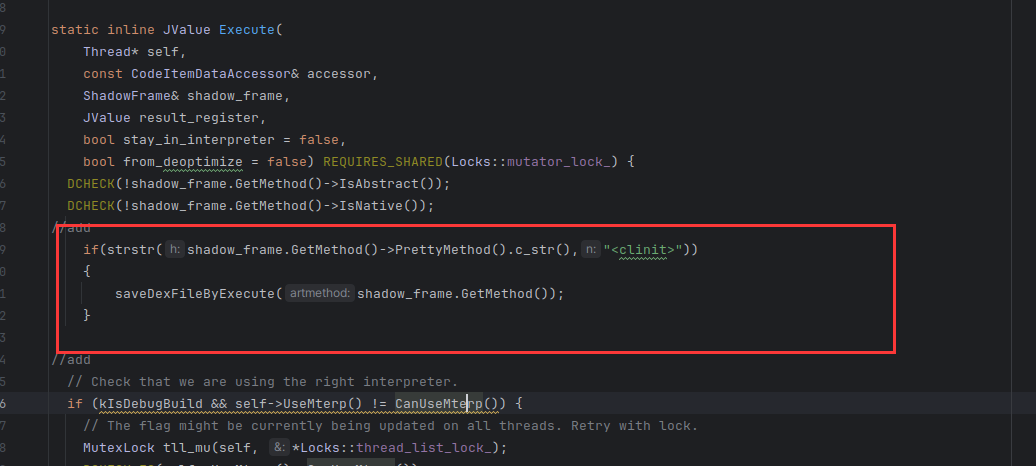 8
9 static inline JValue Execute(
0 Thread* self,
1 const CodeItemDataAccessor& accessor,
2 ShadowFrame& shadow_frame,
3 JValue result_register,
4 bool stay_in_interpreter = false,
5 bool from_deoptimize = false) REQUIRES_SHARED(Locks::mutator_lock_) {
6 DCHECK(!shadow_frame.GetMethod()->IsAbstract());
7 DCHECK(!shadow_frame.GetMethod()->IsNative());
8 //add
9 if(strstr( h: shadow_frame.GetMethod()->PrettyMethod().c_str(), n: "<clinit>"))
0 {
1 saveDexFileByExecute( artmethod: shadow_frame.GetMethod());
2 }
3
4 //add
5 // Check that we are using the right interpreter.
6 if (kIsDebugBuild && self->UseMterp() != CanUseMterp()) {
7 // The flag might be currently being updated on all threads. Retry with lock.
8 MutexLock tll_mu(self, &: *Locks::thread_list_lock_);